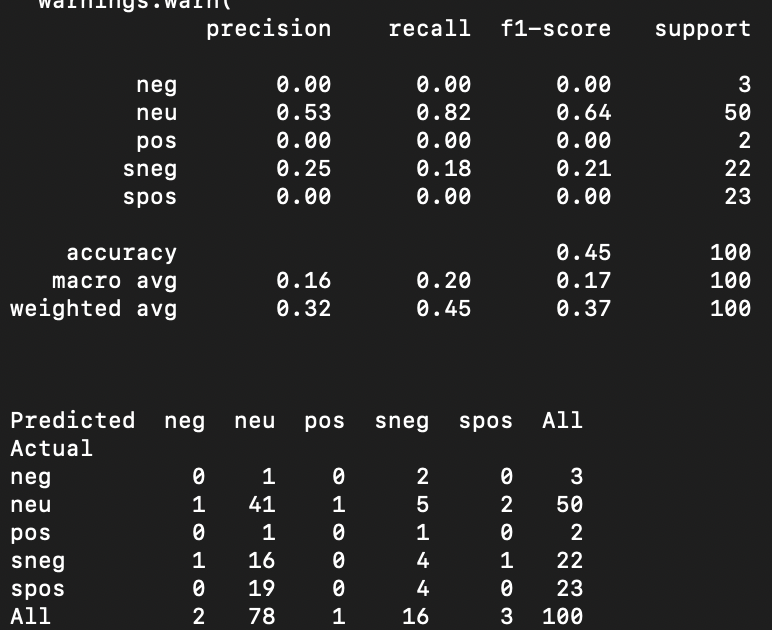 warnings.warn(
precision recall f1-score support
neg 0.00 0.00 0.00 3
neu 0.53 0.82 0.64 50
pos 0.00 0.00 0.00 2
sneg 0.25 0.18 0.21 22
spos 0.00 0.00 0.00 23
accuracy 0.45 100
macro avg 0.16 0.20 0.17 100
weighted avg 0.32 0.45 0.37 100
Predicted neg neu pos sneg spos All
Actual
neg 0 1 0 2 0 3
neu 1 41 1 5 2 50
pos 0 1 0 1 0 2
sneg 1 16 0 4 1 22
spos 0 19 0 4 0 23
All 2 78 1 16 3 100